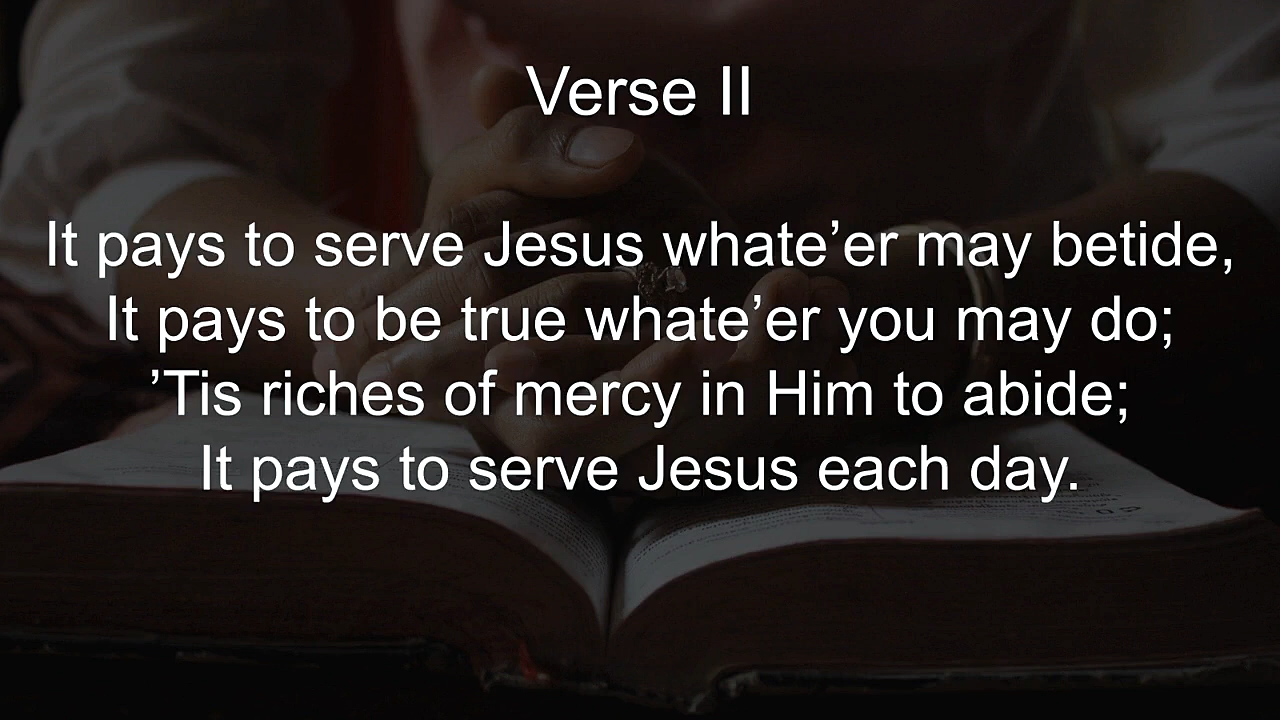 Verse II
It pays to serve Jesus whate’er may betide,
It pays to be true whate’er you may do;
’Tis riches of mercy in Him to abide;
It pays to serve Jesus each day.